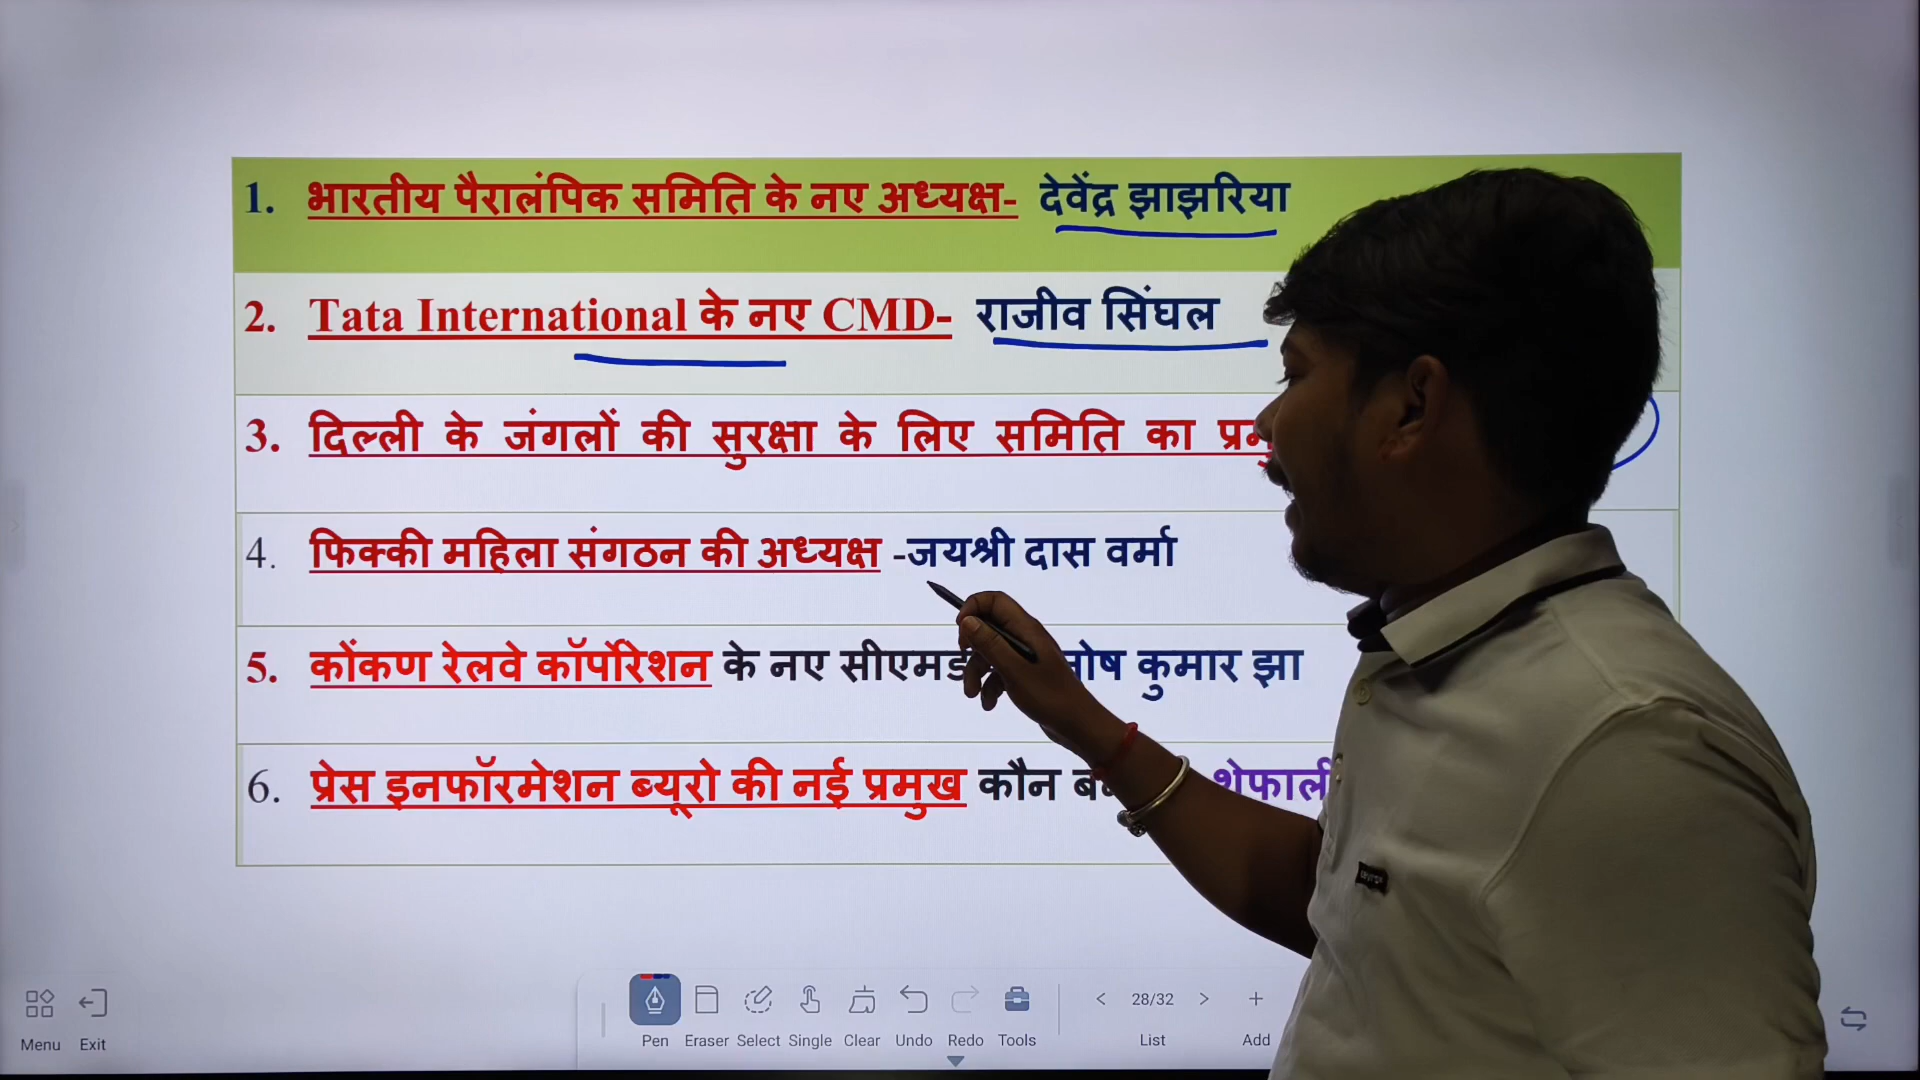 1. भारतीय पैरालंपिक समिति के नए अध्यक्ष- देवेंद्र झाझरिया
2. Tata International के नए CMD- राजीव सिंघल
3. दिल्ली के जंगलों की सुरक्षा के लिए समिति का
4. फिक्की महिला संगठन की अध्यक्ष -जयश्री दास वर्मा
5. कोंकण रेलवे कॉर्पोरेशन के नए कुमार झा
6. प्रेस इनफॉरमेशन ब्यूरो की नई प्रमुख कौन
Menu Exit
28/32
Pen Eraser Select Single Clear Undo Redo Tools List Add